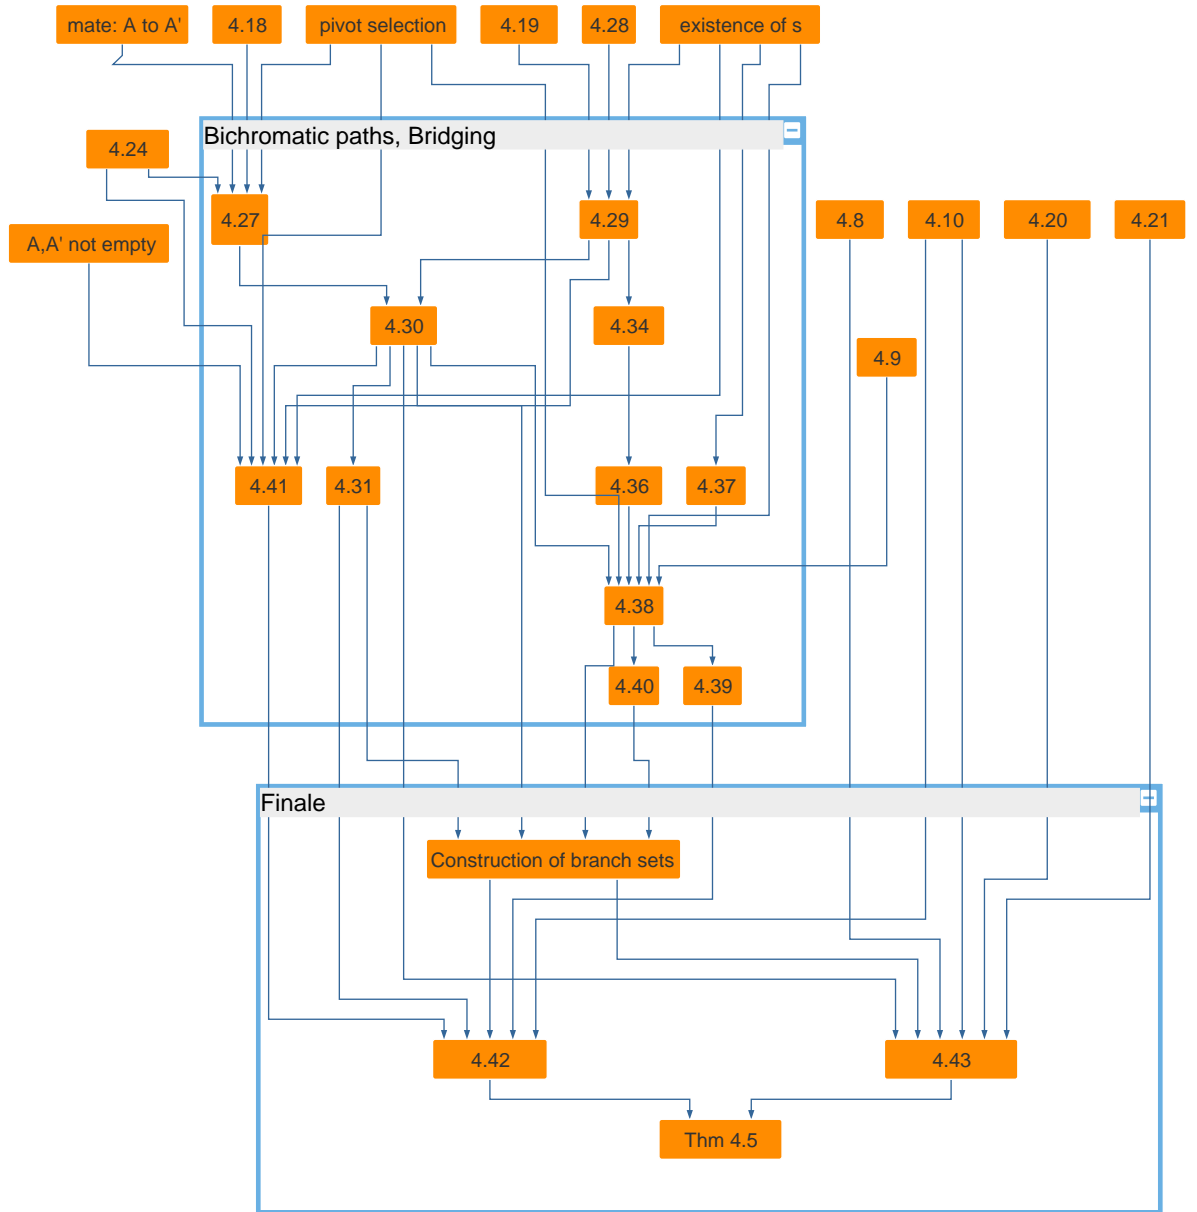 mate: A to A'
4.18
pivot selection
4.19
4.28
existence of s
Bichromatic paths, Bridging
4.24
4.27
4.29
4.8
4.10
4.20
4.21
A,A' not empty
4.30
4.34
4.9
4.41
4.31
4.36
4.37
4.38
4.40
4.39
Finale
Construction of branch sets
4.42
4.43
Thm 4.5